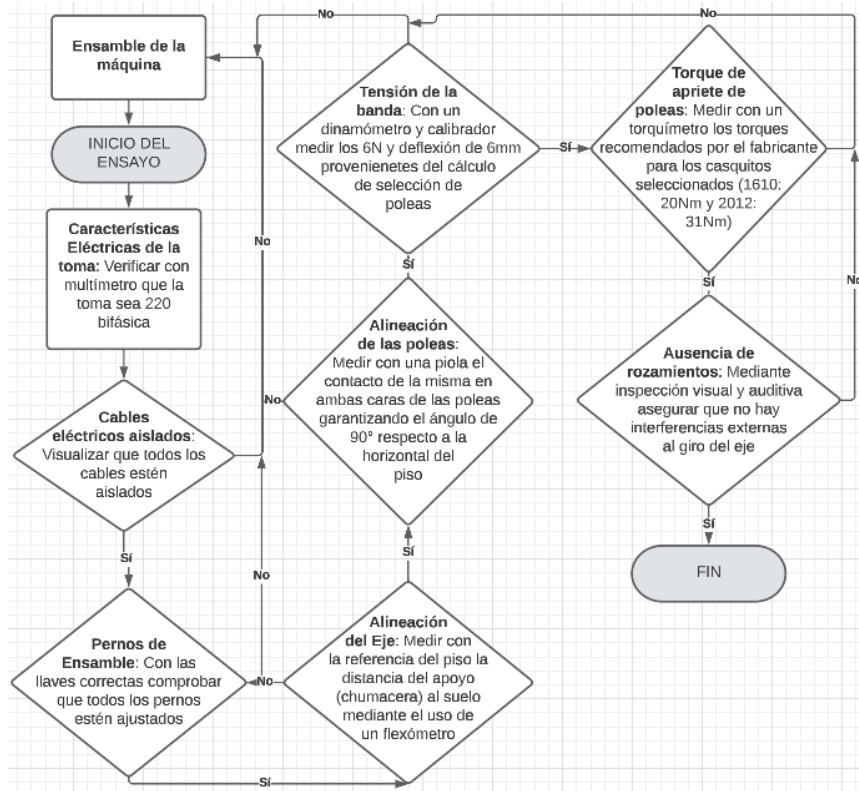 Ensamble de la
máquina
INICIO DEL
ENSAYO
Características
Eléctricas de la
toma: Verificar con
multímetro que la
toma sea 220
bifásica
Cables
eléctricos aislados:
Visualizar que todos los
cables estén
aislados
Sí
Pernos de
Ensamble: Con las
llaves correctas comprobar
que todos los pernos
estén ajustados
Sí
No
No
No
Alineación
del Eje: Medir con
la referencia del piso la
distancia del apoyo
(chumacera) al suelo
mediante el uso de
un flexómetro
Sí
No
Alineación
de las poleas:
Medir con una piola el
contacto de la misma en
ambas caras de las poleas
garantizando el ángulo de
90° respecto a la
horizontal del
piso
Sí
No
Tensión de la
banda: Con un
dinamómetro y calibrador
medir los 6N y deflexión de 6mm
provenienetes del cálculo
de selección de
poleas
Sí
No
Torque de
apriete de
poleas: Medir con un
torquímetro los torques
recomendados por el fabricante
para los casquitos
seleccionados (1610:
20Nm y 2012:
31Nm)
Sí
No
Ausencia de
rozamientos: Mediante
inspección visual y auditiva
asegurar que no hay
interferencias externas
al giro del eje
Sí
FIN